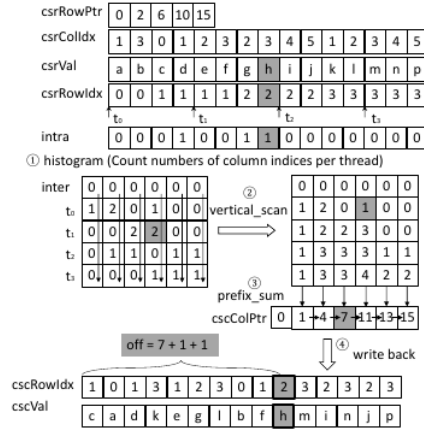 csrRowPtr 0 2 6 10 15
csrColIdx 1 3 0 1 2 3 2 3 4 5 1 2 3 4 5
csrVal a b c d e f g h i j k l m n p
csrRowIdx 0 0 1 1 1 1 2 2 2 2 3 3 3 3 3
t₀ t₁ t₂ t₃
intra 0 0 0 1 0 0 1 1 0 0 0 0 0 0 0
① histogram (Count numbers of column indices per thread)
inter 0 0 0 0 0 0
t₀ 1 2 0 1 0 0
t₁ 0 0 2 2 0 0
t₂ 0 1 1 0 1 1
t₃ 0 0 0 1 1 1
②
vertical_scan
0 0 0 0 0 0
1 2 0 1 0 0
1 2 2 3 0 0
1 3 3 3 1 1
1 3 3 4 2 2
③
prefix_sum
cscColPtr 0 1 4 7 11 13 15
off = 7 + 1 + 1
④ write back
cscRowIdx 1 0 1 3 1 2 3 0 1 2 3 2 3 2 3
cscVal c a d k e g l b f h m i n j p